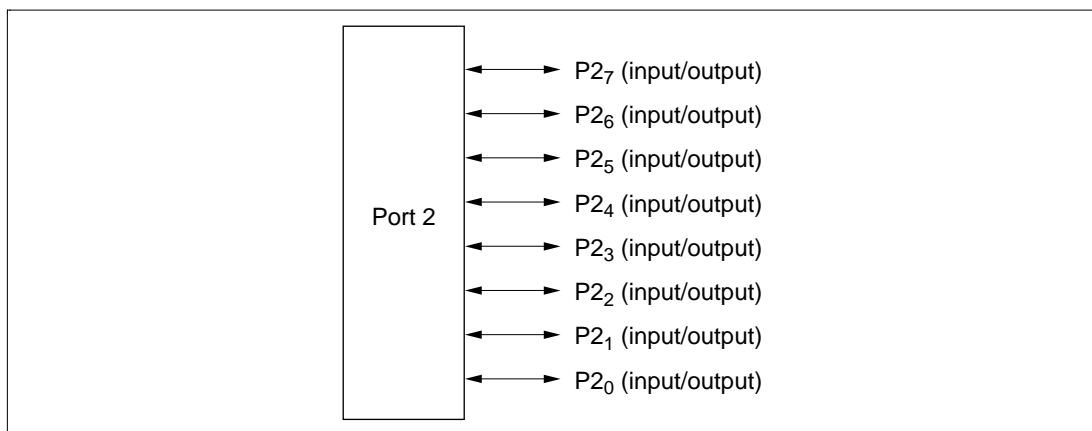 P2₇ (input/output)
P2₆ (input/output)
P2₅ (input/output)
P2₄ (input/output)
Port 2
P2₃ (input/output)
P2₂ (input/output)
P2₁ (input/output)
P2₀ (input/output)